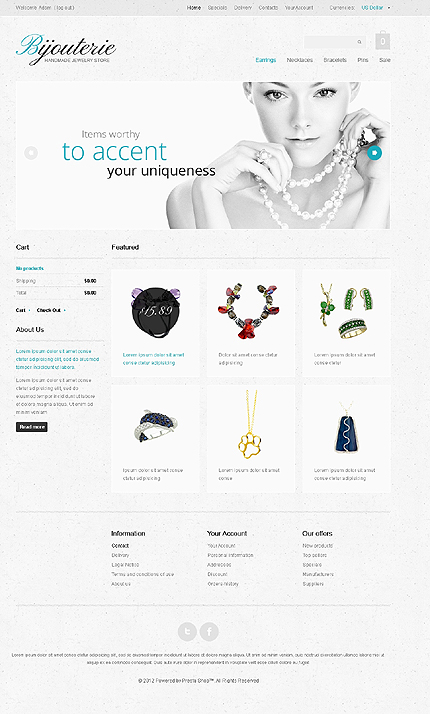 Welcome, Adam. ( log out )
Home Specials Delivery Contacts Your Account Currencies: US Dollar
Bijouterie
HANDMADE JEWELRY STORE
0
Earrings Necklaces Bracelets Pins Sale
Items worthy
to accent
your uniqueness
Cart
No products
Shipping $0.00
Total $0.00
Cart Check Out
About Us
Lorem ipsum dolor sit amet conse
ctetur adipisicing elit, sed do eiusmod
tempor incididunt ut labore.
Lorem ipsum dolor sit amet conse
ctetur adipisicing elit, sed do
eiusmod tempor incididunt ut labore
et dolore magna aliqua. Ut enim ad
minim veniam
Read more
Featured
$15.89
Lorem ipsum dolor sit amet
conse ctetur adipisicing
Dolor sit amet conse ctetur
adipisicing
Lorem ipsum dolor sit amet
conse ctetur
Ipsum dolor sit amet conse
ctetur adipisicing
Lorem ipsum dolor sit amet
conse
Lorem ipsum dolor sit amet
conse ctetur adipisicing
Information
Contact
Delivery
Legal Notice
Terms and conditions of use
About us
Your Account
Your Account
Personal information
Addresses
Discount
Orders history
Our offers
New products
Top sellers
Specials
Manufacturers
Suppliers
Lorem ipsum dolor sit amet conse ctetur adipisicing elit, sed do eiusmod tempor incididunt ut labore et dolore magna aliqua. Ut enim ad minim veniam, quis nostrud exercitation ullamco laboris nisi ut
aliquip ex ea commodo consequat. Duis aute irure dolor in reprehenderit in voluptate velit esse cillum dolore eu fugiat
© 2012 Powered by Presta Shop™. All Rights Reserved